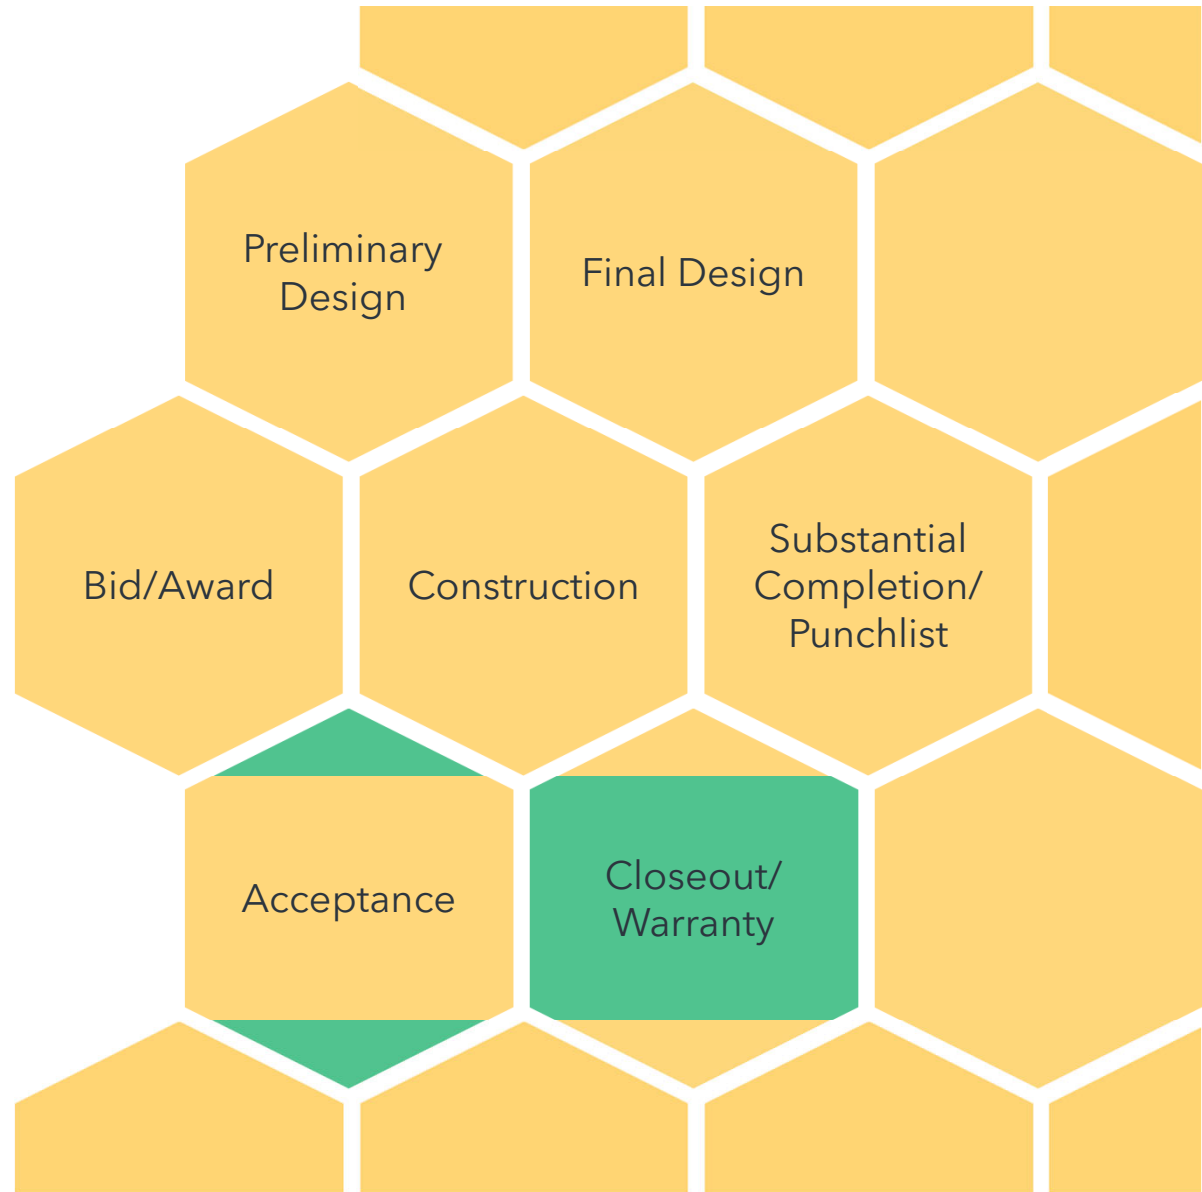 Preliminary
Design
Final Design
Bid/Award
Construction
Substantial
Completion/
Punchlist
Acceptance
Closeout/
Warranty